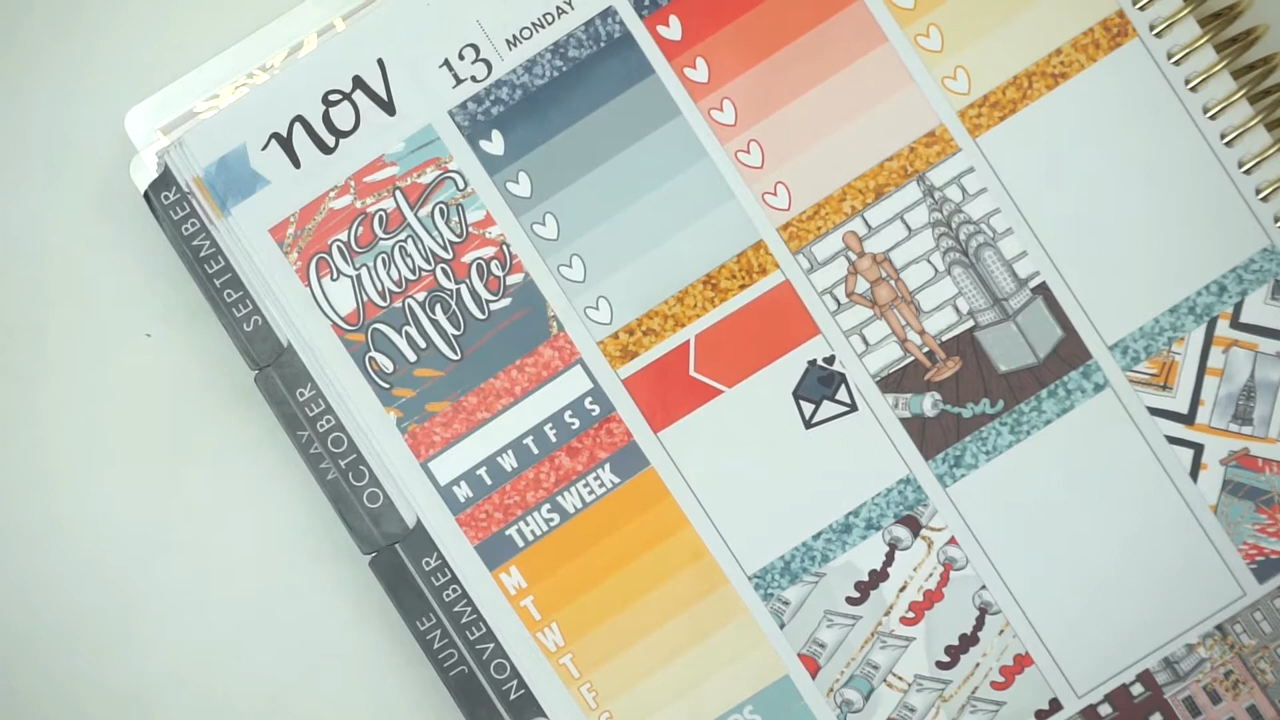 nov
13
MONDAY
Create
More
M T W T F S S
THIS WEEK
M
T
W
T
F
SEPTEMBER
MAY
OCTOBER
JUNE
NOVEMBER